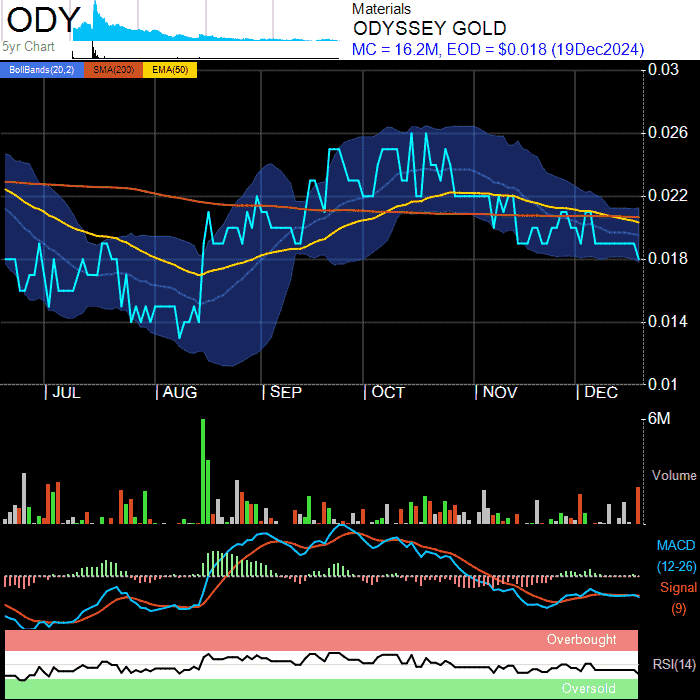 ODY
5yr Chart
Materials
ODYSSEY GOLD
MC = 16.2M, EOD = $0.018 (19Dec2024)
BollBands(20,2) SMA(200) EMA(50)
0.03
0.026
0.022
0.018
0.014
0.01
JUL AUG SEP OCT NOV DEC
6M
Volume
MACD
(12-26)
Signal
(9)
Overbought
RSI(14)
Oversold